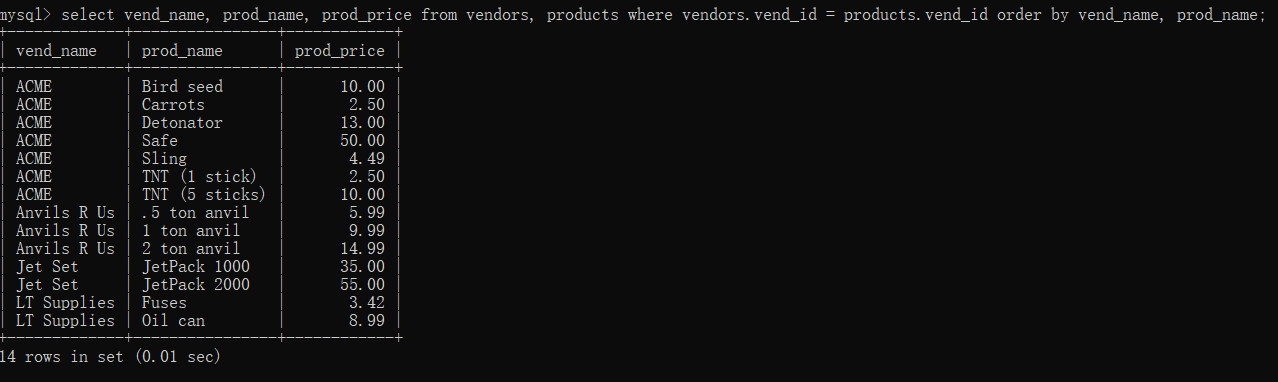 mysql> select vend_name, prod_name, prod_price from vendors, products where vendors.vend_id = products.vend_id order by vend_name, prod_name;
+-------------+----------------+------------+
| vend_name   | prod_name      | prod_price |
+-------------+----------------+------------+
| ACME        | Bird seed      |      10.00 |
| ACME        | Carrots        |       2.50 |
| ACME        | Detonator      |      13.00 |
| ACME        | Safe           |      50.00 |
| ACME        | Sling          |       4.49 |
| ACME        | TNT (1 stick)  |       2.50 |
| ACME        | TNT (5 sticks) |      10.00 |
| Anvils R Us | .5 ton anvil   |       5.99 |
| Anvils R Us | 1 ton anvil    |       9.99 |
| Anvils R Us | 2 ton anvil    |      14.99 |
| Jet Set     | JetPack 1000   |      35.00 |
| Jet Set     | JetPack 2000   |      55.00 |
| LT Supplies | Fuses          |       3.42 |
| LT Supplies | Oil can        |       8.99 |
+-------------+----------------+------------+
14 rows in set (0.01 sec)